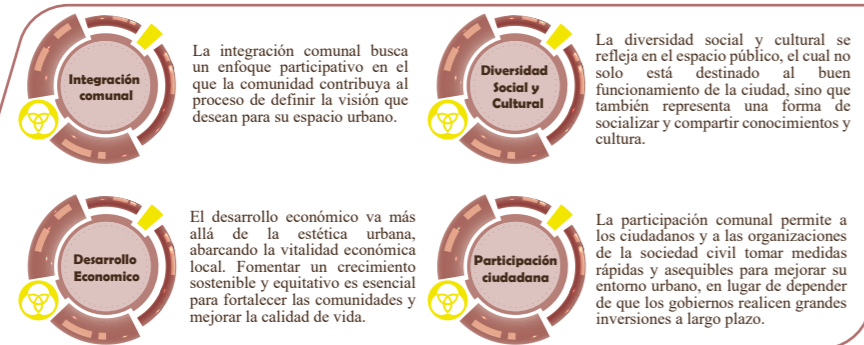 Integración
comunal
La integración comunal busca
un enfoque participativo en el
que la comunidad contribuya al
proceso de definir la visión que
desean para su espacio urbano.
Diversidad
Social y
Cultural
La diversidad social y cultural se
refleja en el espacio público, el cual no
solo está destinado al buen
funcionamiento de la ciudad, sino que
también representa una forma de
socializar y compartir conocimientos y
cultura.
Desarrollo
Economico
El desarrollo económico va más
allá de la estética urbana,
abarcando la vitalidad económica
local. Fomentar un crecimiento
sostenible y equitativo es esencial
para fortalecer las comunidades y
mejorar la calidad de vida.
Participación
ciudadana
La participación comunal permite a
los ciudadanos y a las organizaciones
de la sociedad civil tomar medidas
rápidas y asequibles para mejorar su
entorno urbano, en lugar de depender
de que los gobiernos realicen grandes
inversiones a largo plazo.